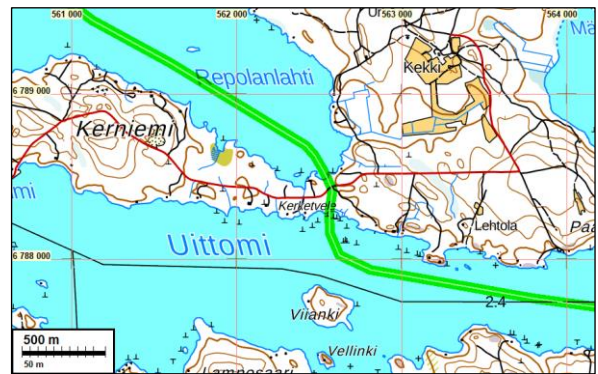 561 000
562 000
563 000
564 000
Repolanlahti
Kekki
6 789 000
Kerniemi
Kerketvele
Uittomi
Lehtola
6 788 000
2.4
Viianki
Vellinki
500 m
50 m